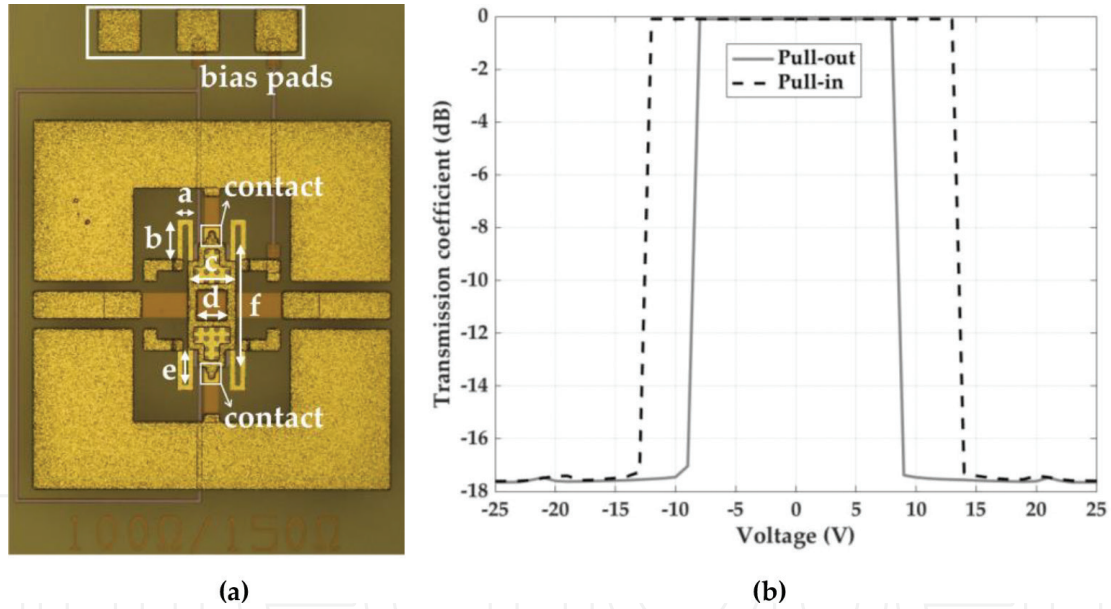 bias pads
contact
a
b
c
d
f
e
contact
100Ω/150Ω
(a)
Transmission coefficient (dB)
0
-2
-4
-6
-8
-10
-12
-14
-16
-18
Pull-out
Pull-in
-25 -20 -15 -10 -5 0 5 10 15 20 25
Voltage (V)
(b)